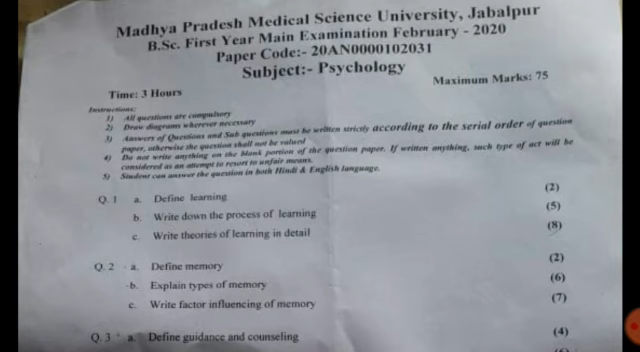 Madhya Pradesh Medical Science University, Jabalpur
B.Sc. First Year Main Examination February - 2020
Paper Code:- 20AN0000102031
Subject:- Psychology
Time: 3 Hours Maximum Marks: 75
Instructions:
1) All questions are compulsory
2) Draw diagrams wherever necessary
3) Answers of Questions and Sub questions must be written strictly according to the serial order of question
paper, otherwise the question shall not be valued
4) Do not write anything on the blank portion of the question paper. If written anything, such type of act will be
considered as an attempt to resort to unfair means.
5) Student can answer the question in both Hindi & English language.
Q. 1 a. Define learning (2)
b. Write down the process of learning (5)
c. Write theories of learning in detail (8)
Q. 2 a. Define memory (2)
b. Explain types of memory (6)
c. Write factor influencing of memory (7)
Q. 3 a. Define guidance and counseling (4)